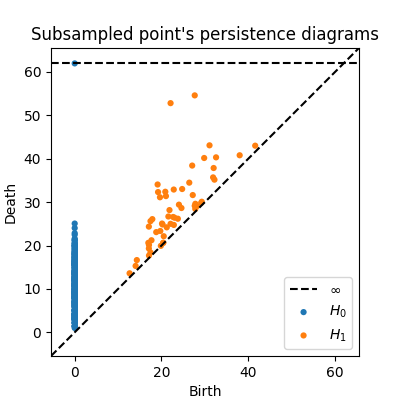 Subsampled point's persistence diagrams
Death
60
50
40
30
20
10
0
0 20 40 60
Birth
∞
H₀
H₁